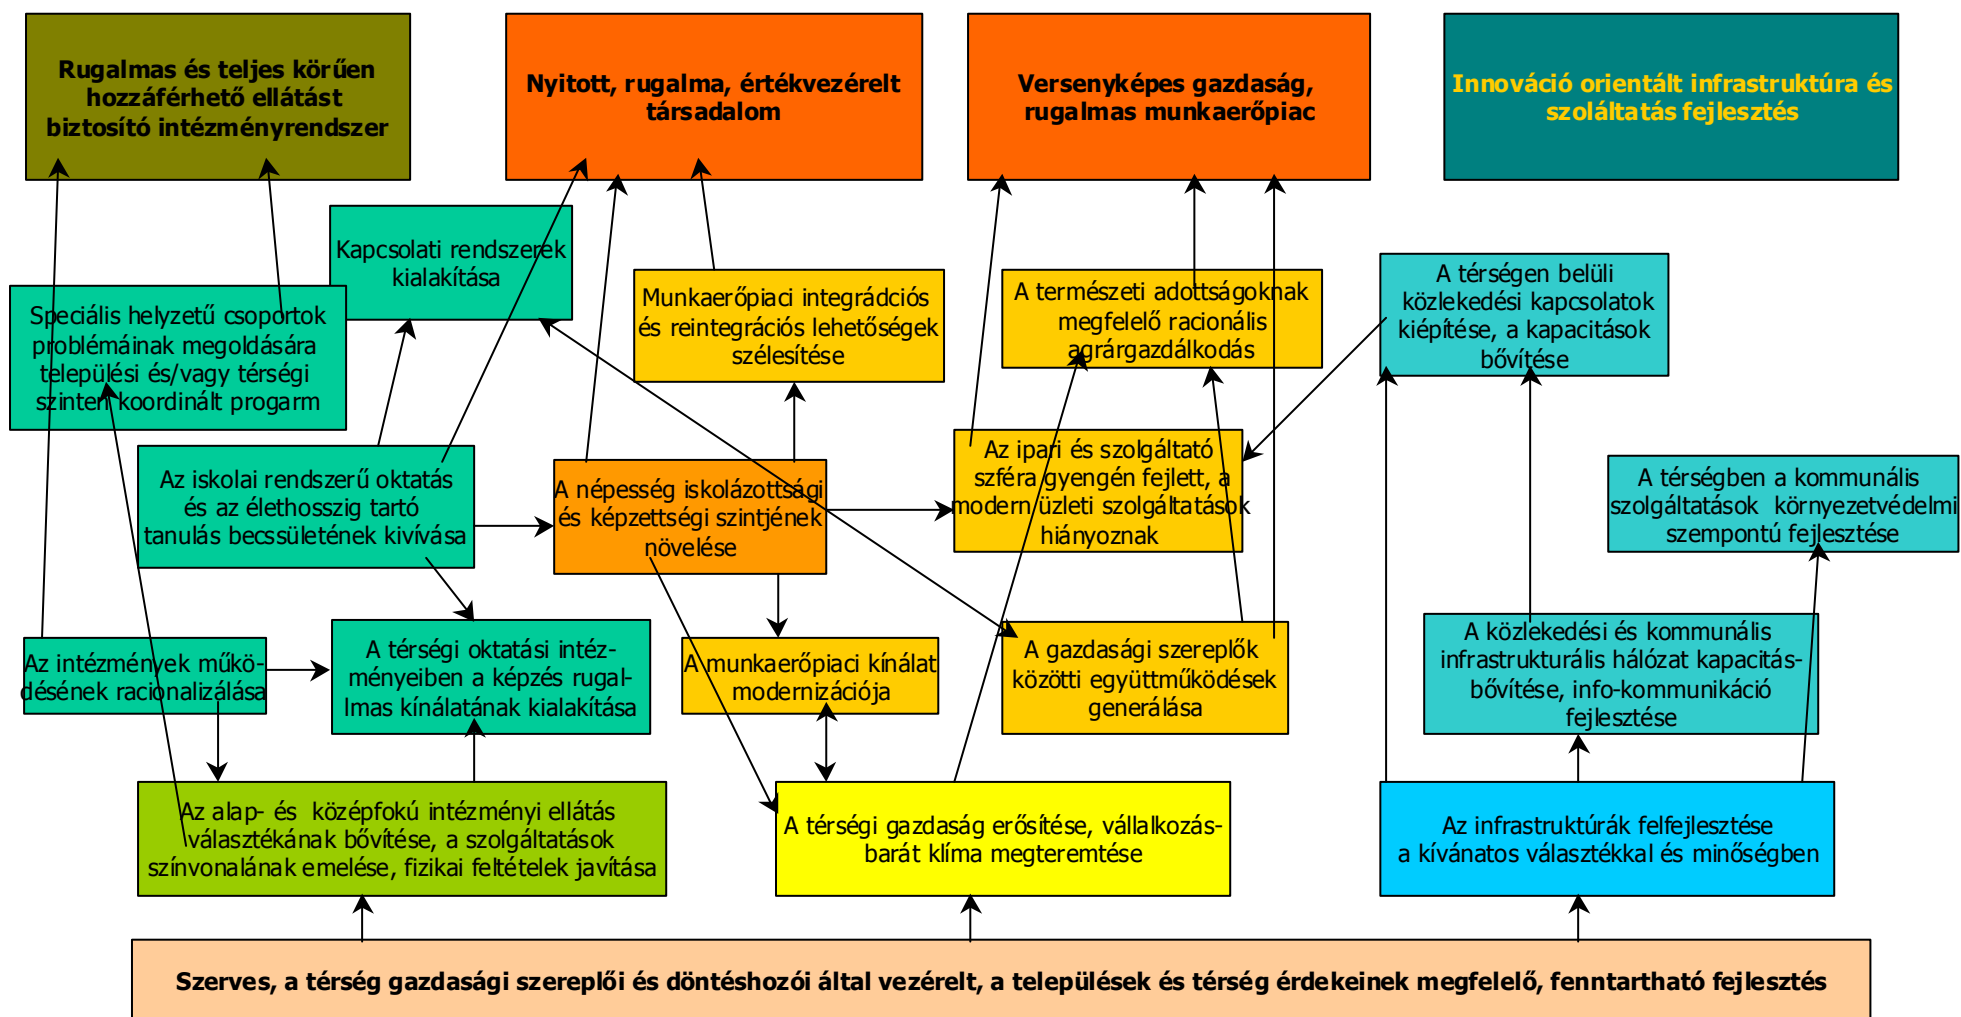 Rugalmas és teljes körűen
hozzáférhető ellátást
biztosító intézményrendszer
Nyitott, rugalma, értékvezérelt
társadalom
Versenyképes gazdaság,
rugalmas munkaerőpiac
Innováció orientált infrastruktúra és
szoláltatás fejlesztés
Kapcsolati rendszerek
kialakítása
Speciális helyzetű csoportok
problémáinak megoldására
települési és/vagy térségi
szinten koordinált progarm
Munkaerőpiaci integrádciós
és reintegrációs lehetőségek
szélesítése
A természeti adottságoknak
megfelelő racionális
agrárgazdálkodás
A térségen belüli
közlekedési kapcsolatok
kiépítése, a kapacitások
bővítése
Az iskolai rendszerű oktatás
és az élethosszig tartó
tanulás becssületének kivívása
A népesség iskolázottsági
és képzettségi szintjének
növelése
Az ipari és szolgáltató
szféra gyengén fejlett, a
modern üzleti szolgáltatások
hiányoznak
A térségben a kommunális
szolgáltatások környezetvédelmi
szempontú fejlesztése
Az intézmények műkö-
désének racionalizálása
A térségi oktatási intéz-
ményeiben a képzés rugal-
lmas kínálatának kialakítása
A munkaerőpiaci kínálat
modernizációja
A gazdasági szereplők
közötti együttműködések
generálása
A közlekedési és kommunális
infrastrukturális hálózat kapacitás-
bővítése, info-kommunikáció
fejlesztése
Az alap- és középfokú intézményi ellátás
választékának bővítése, a szolgáltatások
színvonalának emelése, fizikai feltételek javítása
A térségi gazdaság erősítése, vállalkozás-
barát klíma megteremtése
Az infrastruktúrák felfejlesztése
a kívánatos választékkal és minőségben
Szerves, a térség gazdasági szereplői és döntéshozói által vezérelt, a települések és térség érdekeinek megfelelő, fenntartható fejlesztés